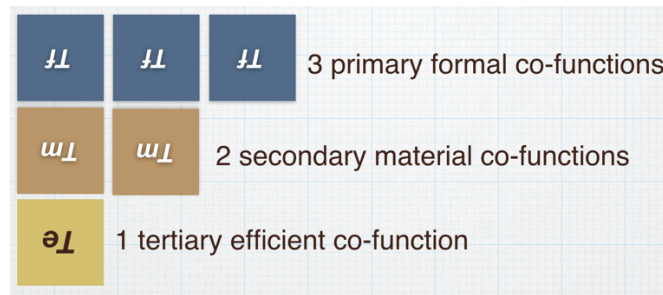 Tf Tf Tf 3 primary formal co-functions
Tm Tm 2 secondary material co-functions
Te 1 tertiary efficient co-function